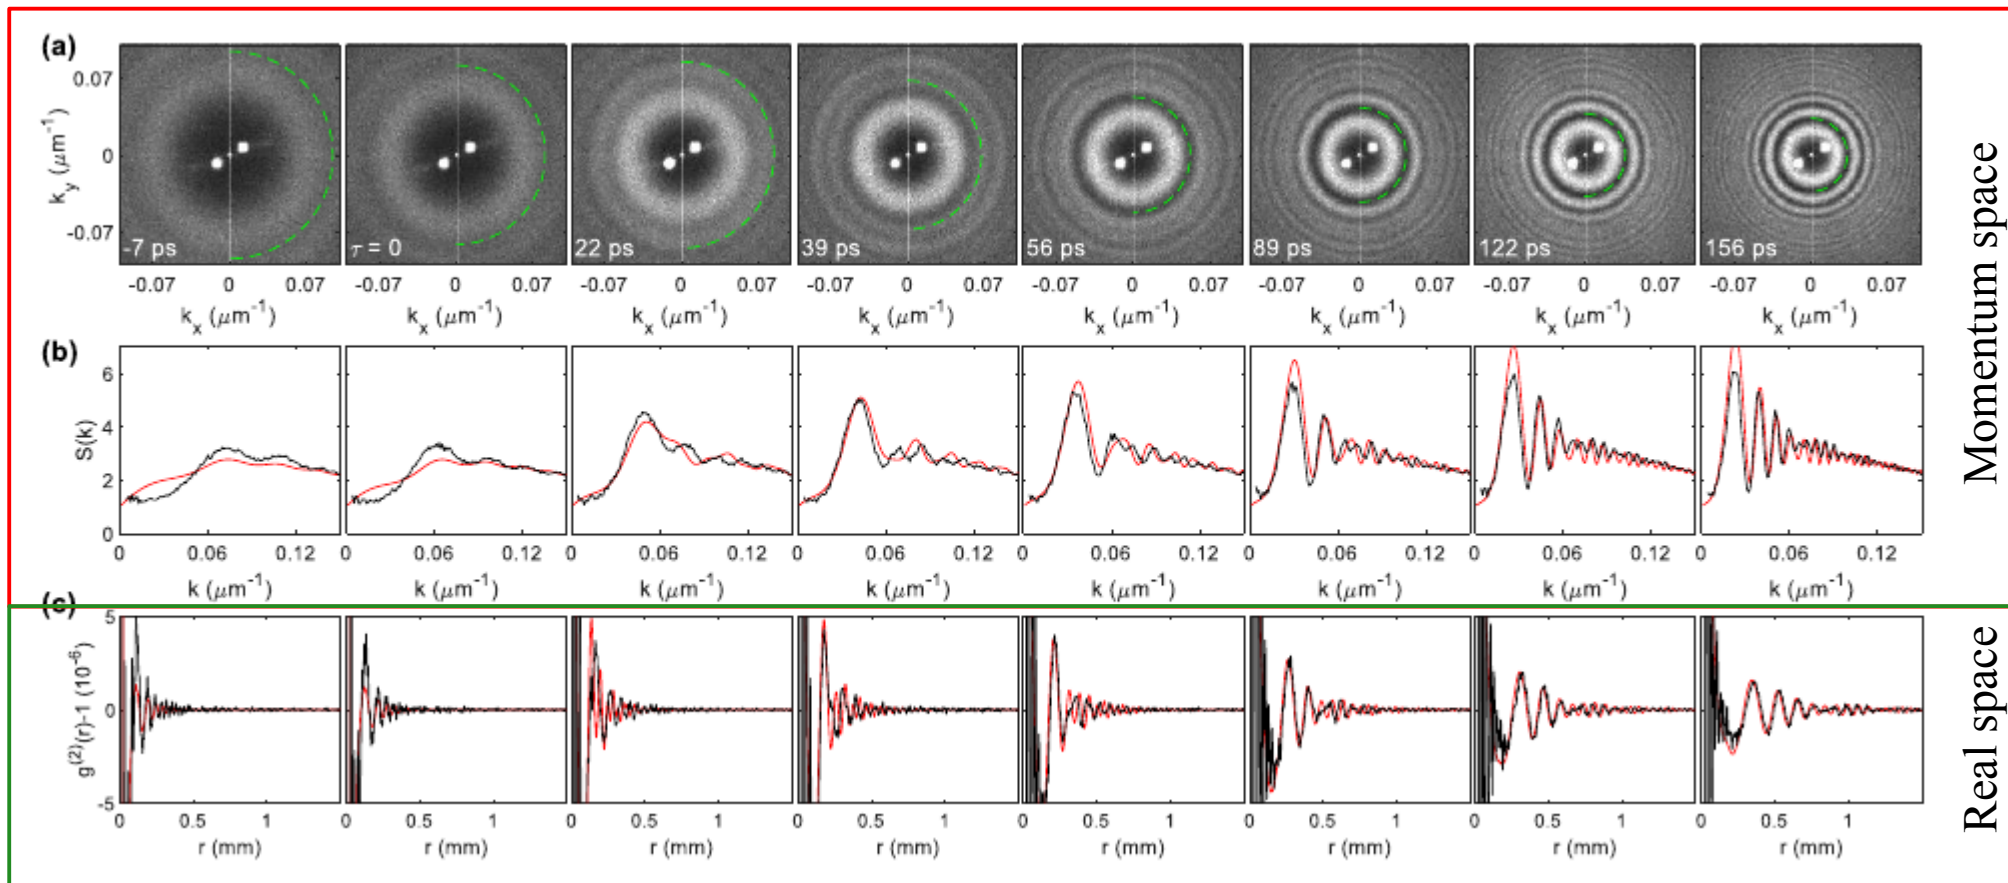 (a)
k_y (μm⁻¹)
0.07
0
-0.07
-7 ps
τ = 0
22 ps
39 ps
56 ps
89 ps
122 ps
156 ps
-0.07 0 0.07 -0.07 0 0.07 -0.07 0 0.07 -0.07 0 0.07 -0.07 0 0.07 -0.07 0 0.07 -0.07 0 0.07 -0.07 0 0.07
k_x (μm⁻¹) k_x (μm⁻¹) k_x (μm⁻¹) k_x (μm⁻¹) k_x (μm⁻¹) k_x (μm⁻¹) k_x (μm⁻¹) k_x (μm⁻¹)
(b)
S(k)
6
4
2
0
0 0.06 0.12 0 0.06 0.12 0 0.06 0.12 0 0.06 0.12 0 0.06 0.12 0 0.06 0.12 0 0.06 0.12 0 0.06 0.12
k (μm⁻¹) k (μm⁻¹) k (μm⁻¹) k (μm⁻¹) k (μm⁻¹) k (μm⁻¹) k (μm⁻¹) k (μm⁻¹)
Momentum space
(c)
g⁽²⁾(r)-1 (10⁻⁶)
5
0
-5
0 0.5 1 0 0.5 1 0 0.5 1 0 0.5 1 0 0.5 1 0 0.5 1 0 0.5 1 0 0.5 1
r (mm) r (mm) r (mm) r (mm) r (mm) r (mm) r (mm) r (mm)
Real space